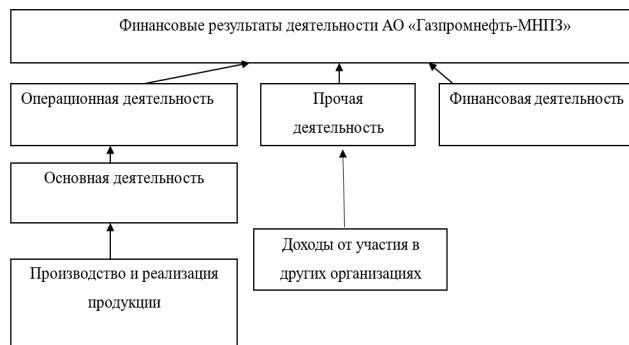 Финансовые результаты деятельности АО «Газпромнефть-МНПЗ»
Операционная деятельность
Прочая
деятельность
Финансовая деятельность
Основная деятельность
Доходы от участия в
других организациях
Производство и реализация
продукции